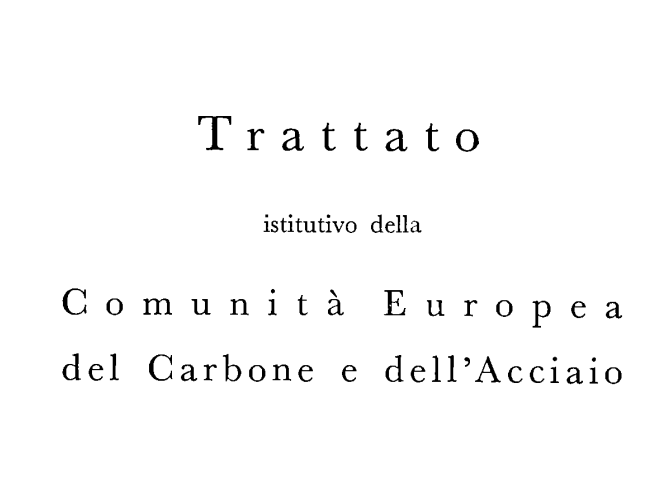 Trattato
istitutivo della
Comunità Europea
del Carbone e dell'Acciaio